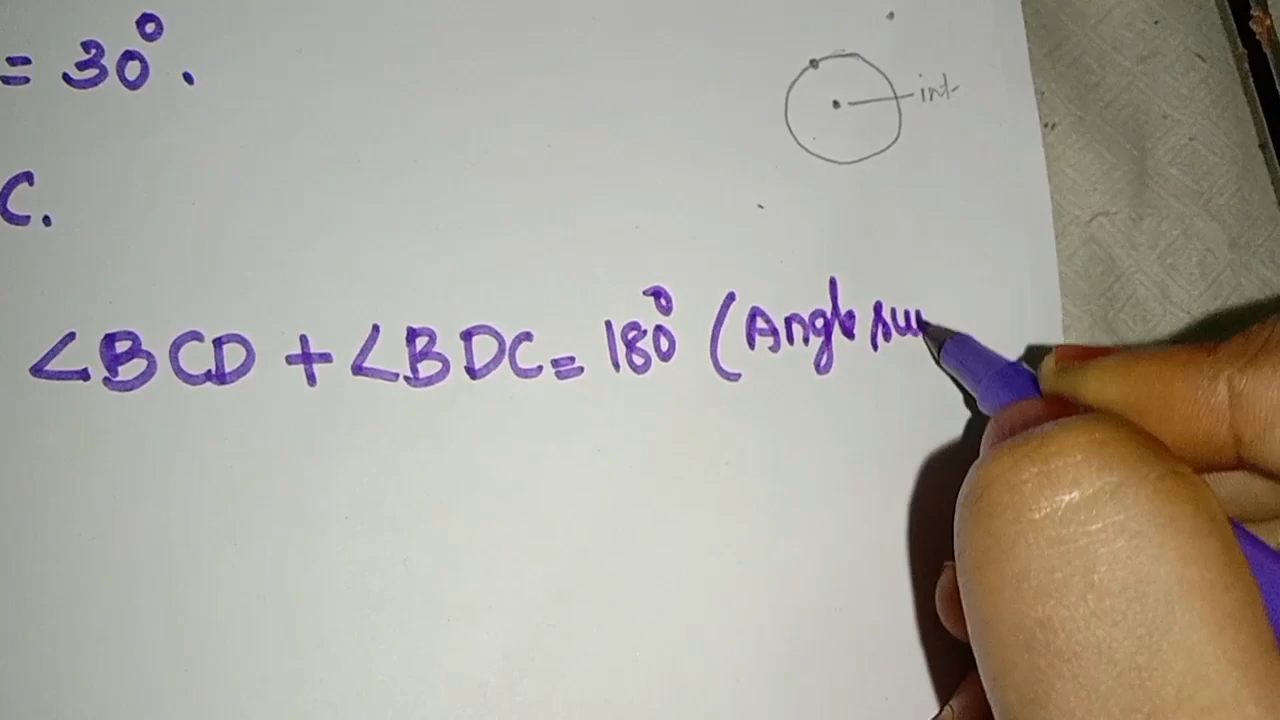 = 30°.
int
C.
∠BCD + ∠BDC = 180° (Angle su